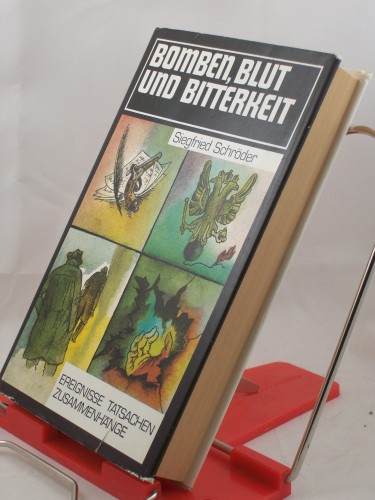 BOMBEN, BLUT
UND BITTERKEIT
Siegfried Schröder
EREIGNISSE TATSACHEN
ZUSAMMENHÄNGE